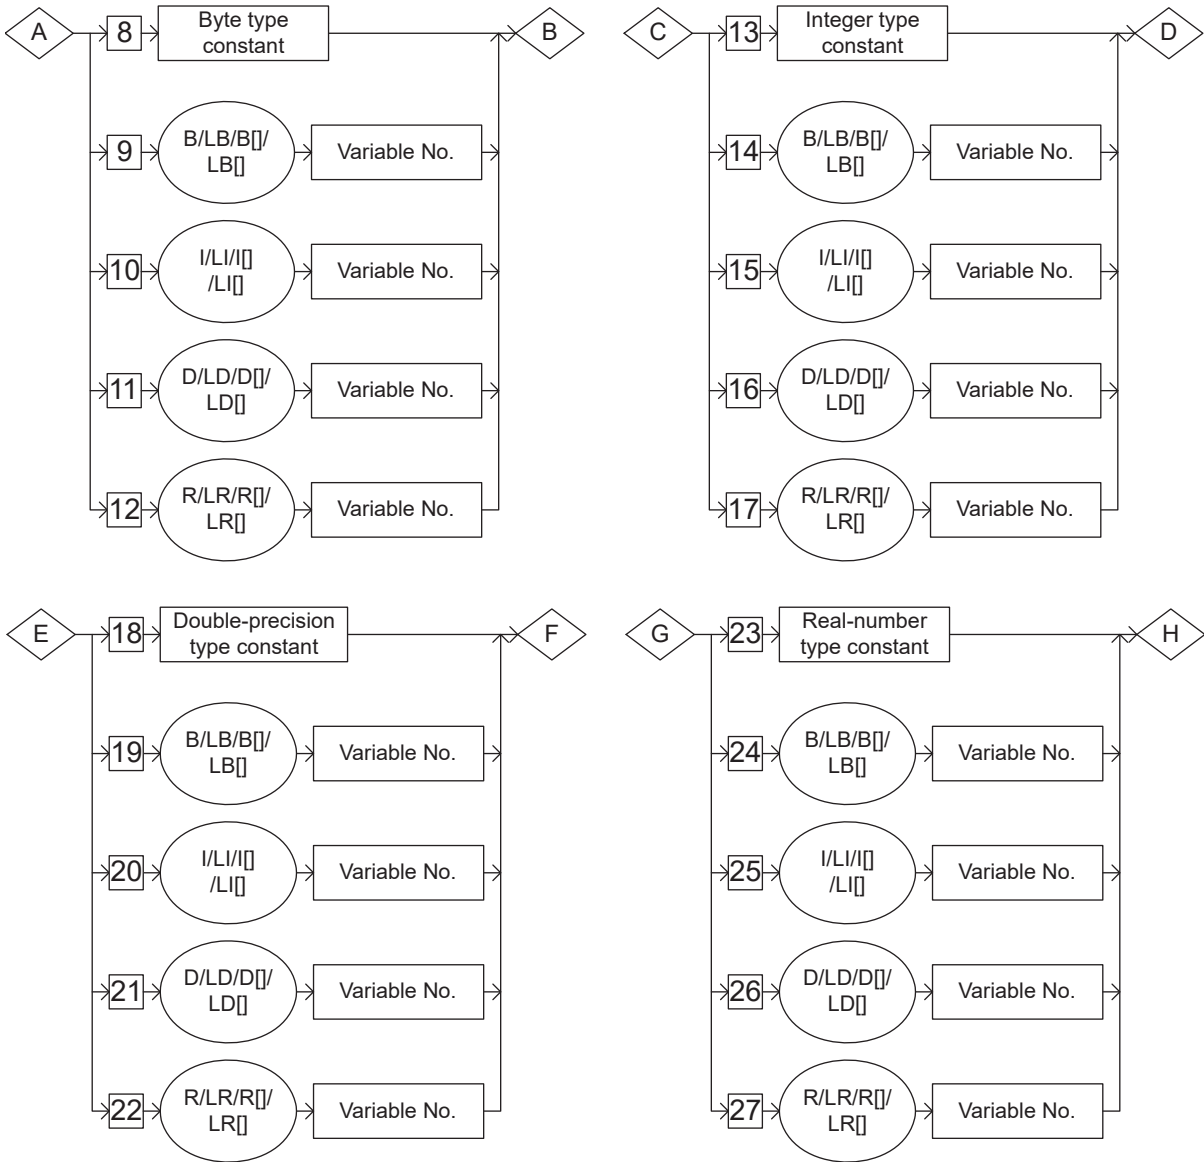 A
8
Byte type
constant
B
9
B/LB/B[]/
LB[]
Variable No.
10
I/LI/I[]
/LI[]
Variable No.
11
D/LD/D[]/
LD[]
Variable No.
12
R/LR/R[]/
LR[]
Variable No.
C
13
Integer type
constant
D
14
B/LB/B[]/
LB[]
Variable No.
15
I/LI/I[]
/LI[]
Variable No.
16
D/LD/D[]/
LD[]
Variable No.
17
R/LR/R[]/
LR[]
Variable No.
E
18
Double-precision
type constant
F
19
B/LB/B[]/
LB[]
Variable No.
20
I/LI/I[]
/LI[]
Variable No.
21
D/LD/D[]/
LD[]
Variable No.
22
R/LR/R[]/
LR[]
Variable No.
G
23
Real-number
type constant
H
24
B/LB/B[]/
LB[]
Variable No.
25
I/LI/I[]
/LI[]
Variable No.
26
D/LD/D[]/
LD[]
Variable No.
27
R/LR/R[]/
LR[]
Variable No.